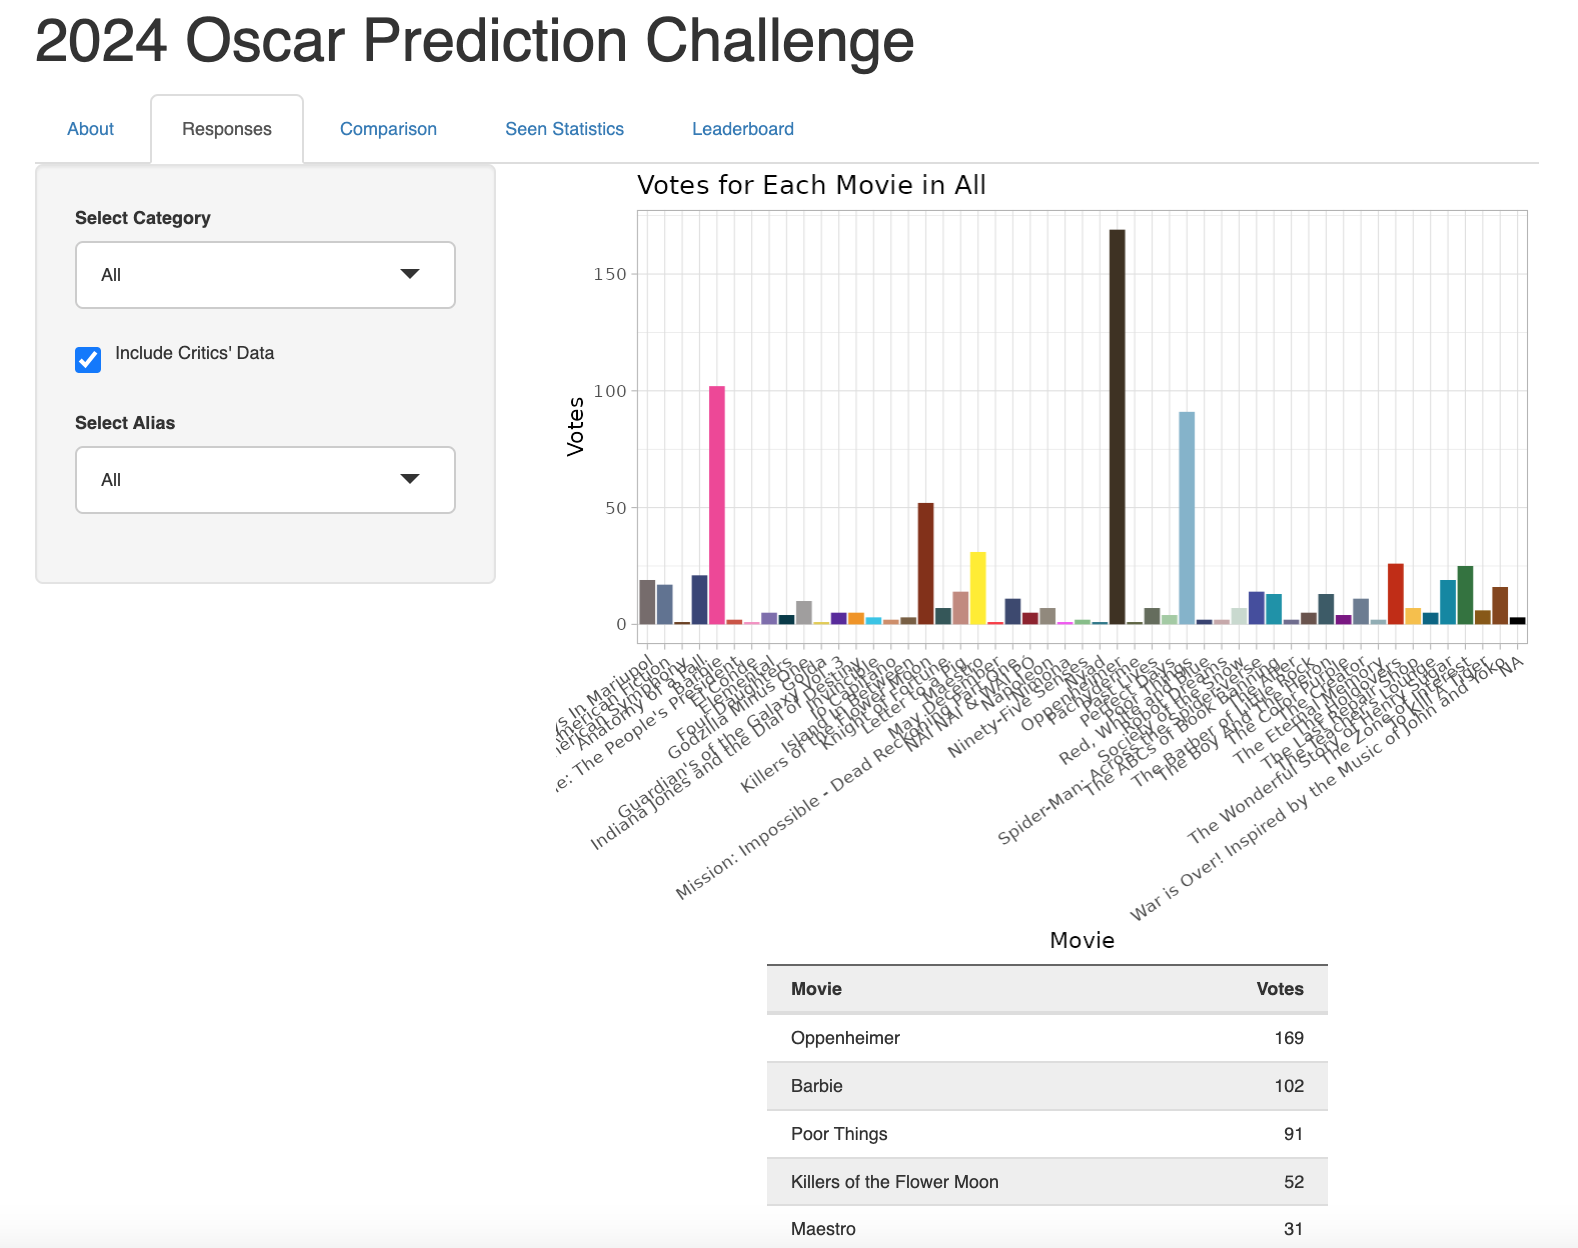 2024 Oscar Prediction Challenge
About Responses Comparison Seen Statistics Leaderboard
Select Category
All
Include Critics' Data
Select Alias
All
Votes for Each Movie in All
Votes
150
100
50
0
s In Mariupol
merican Fiction
erican Symphony
Anatomy of a Fall
Barbie
e: The People's President
El Conde
Elemental
Four Daughters
Godzilla Minus One
Golda
Guardian's of the Galaxy Vol. 3
Indiana Jones and the Dial of Destiny
Invincible
Io Capitano
Island In Between
Killers of the Flower Moon
Knight of Fortune
Letter to a Pig
Maestro
May December
Mission: Impossible - Dead Reckoning Part One
NAI NAI & WAI PO
Napoleon
Nimona
Ninety-Five Senses
Nyad
Oppenheimer
Pachyderme
Past Lives
Perfect Days
Poor Things
Red, White and Blue
Robot Dreams
Society of the Snow
Spider-Man: Across the Spider-verse
The ABCs of Book Banning
The After
The Barber of Little Rock
The Boy And The Heron
The Color Purple
The Creator
The Eternal Memory
The Holdovers
The Last Repair Shop
The Teachers' Lounge
The Wonderful Story of Henry Sugar
The Zone of Interest
To Kill A Tiger
War is Over! Inspired by the Music of John and Yoko
NA
Movie
Movie Votes
Oppenheimer 169
Barbie 102
Poor Things 91
Killers of the Flower Moon 52
Maestro 31